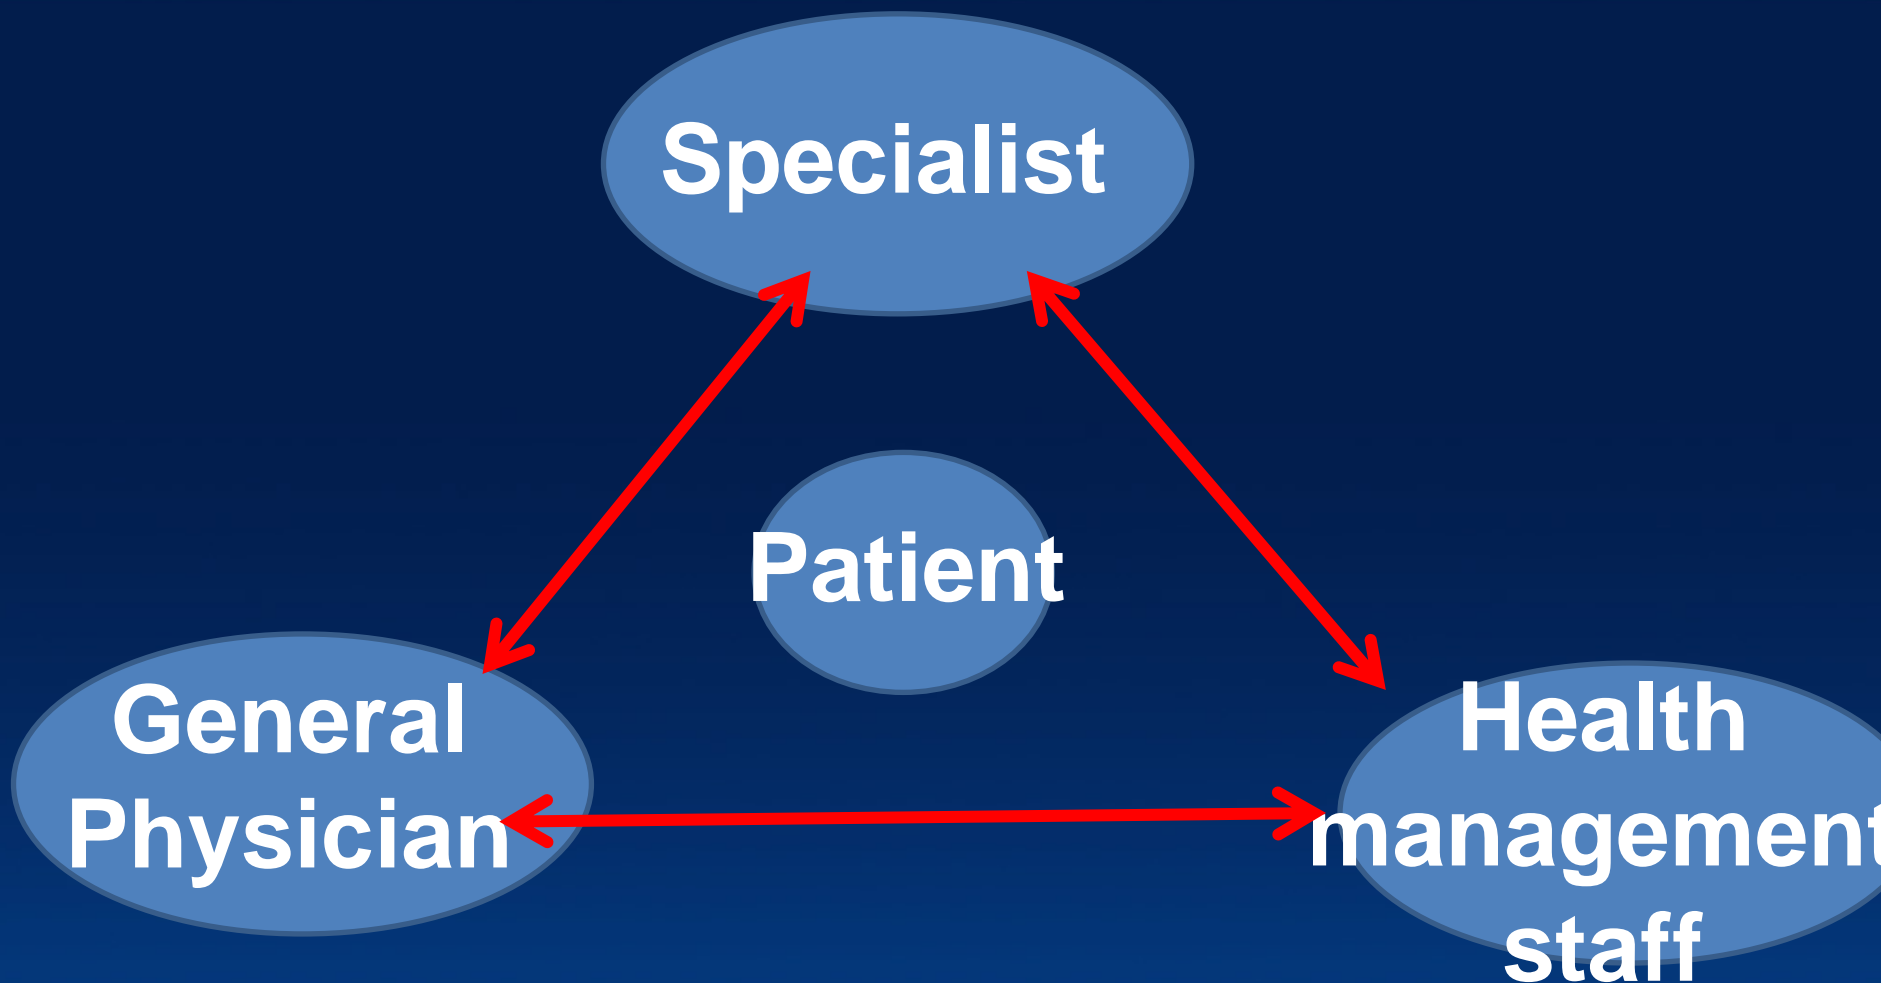 Specialist
Patient
General
Physician
Health
management
staff